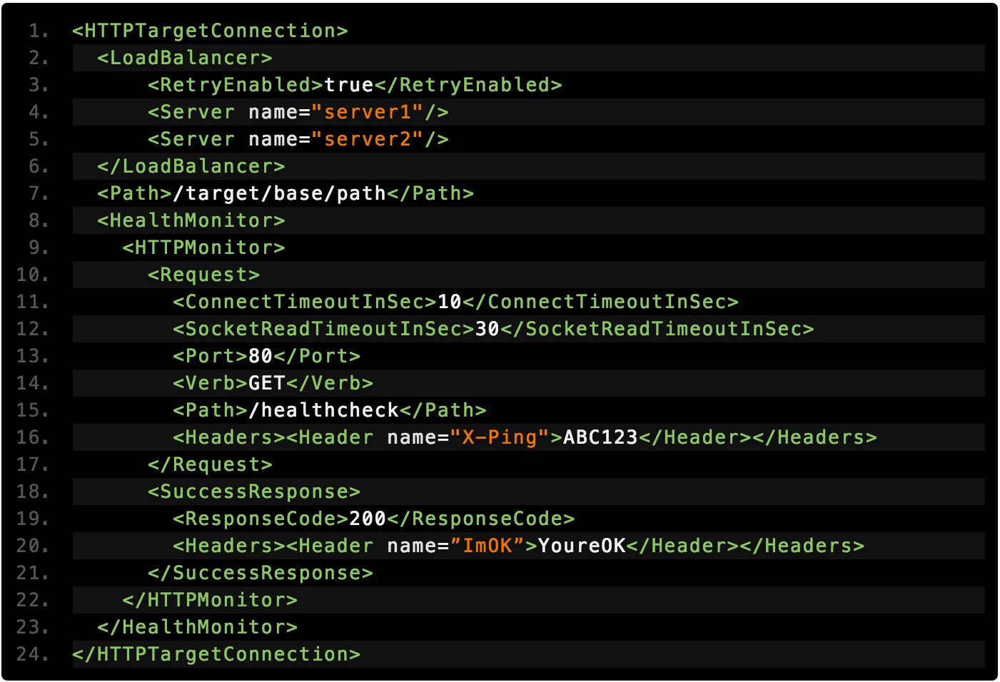 1. <HTTPTargetConnection>
2.   <LoadBalancer>
3.       <RetryEnabled>true</RetryEnabled>
4.       <Server name="server1"/>
5.       <Server name="server2"/>
6.   </LoadBalancer>
7.   <Path>/target/base/path</Path>
8.   <HealthMonitor>
9.     <HTTPMonitor>
10.       <Request>
11.         <ConnectTimeoutInSec>10</ConnectTimeoutInSec>
12.         <SocketReadTimeoutInSec>30</SocketReadTimeoutInSec>
13.         <Port>80</Port>
14.         <Verb>GET</Verb>
15.         <Path>/healthcheck</Path>
16.         <Headers><Header name="X-Ping">ABC123</Header></Headers>
17.       </Request>
18.       <SuccessResponse>
19.         <ResponseCode>200</ResponseCode>
20.         <Headers><Header name=”ImOK”>YoureOK</Header></Headers>
21.       </SuccessResponse>
22.     </HTTPMonitor>
23.   </HealthMonitor>
24. </HTTPTargetConnection>